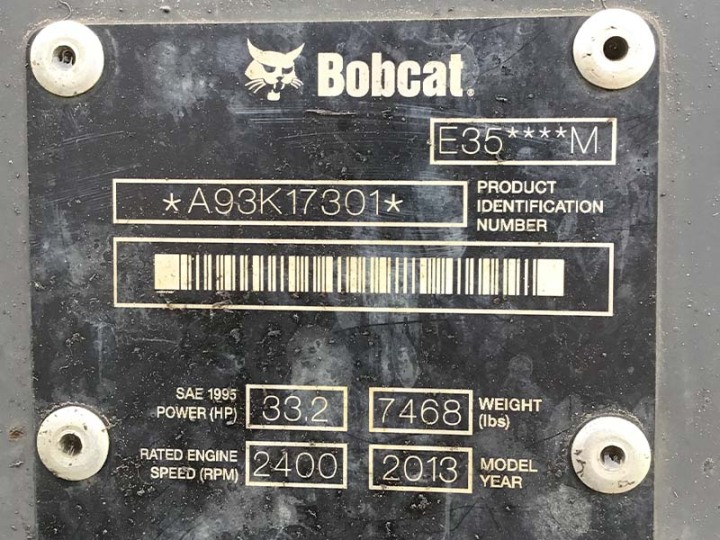 Bobcat.
E35****M
*A93K17301*
PRODUCT
IDENTIFICATION
NUMBER
SAE 1995
POWER (HP)
33.2
7468
WEIGHT
(lbs)
RATED ENGINE
SPEED (RPM)
2400
2013
MODEL
YEAR